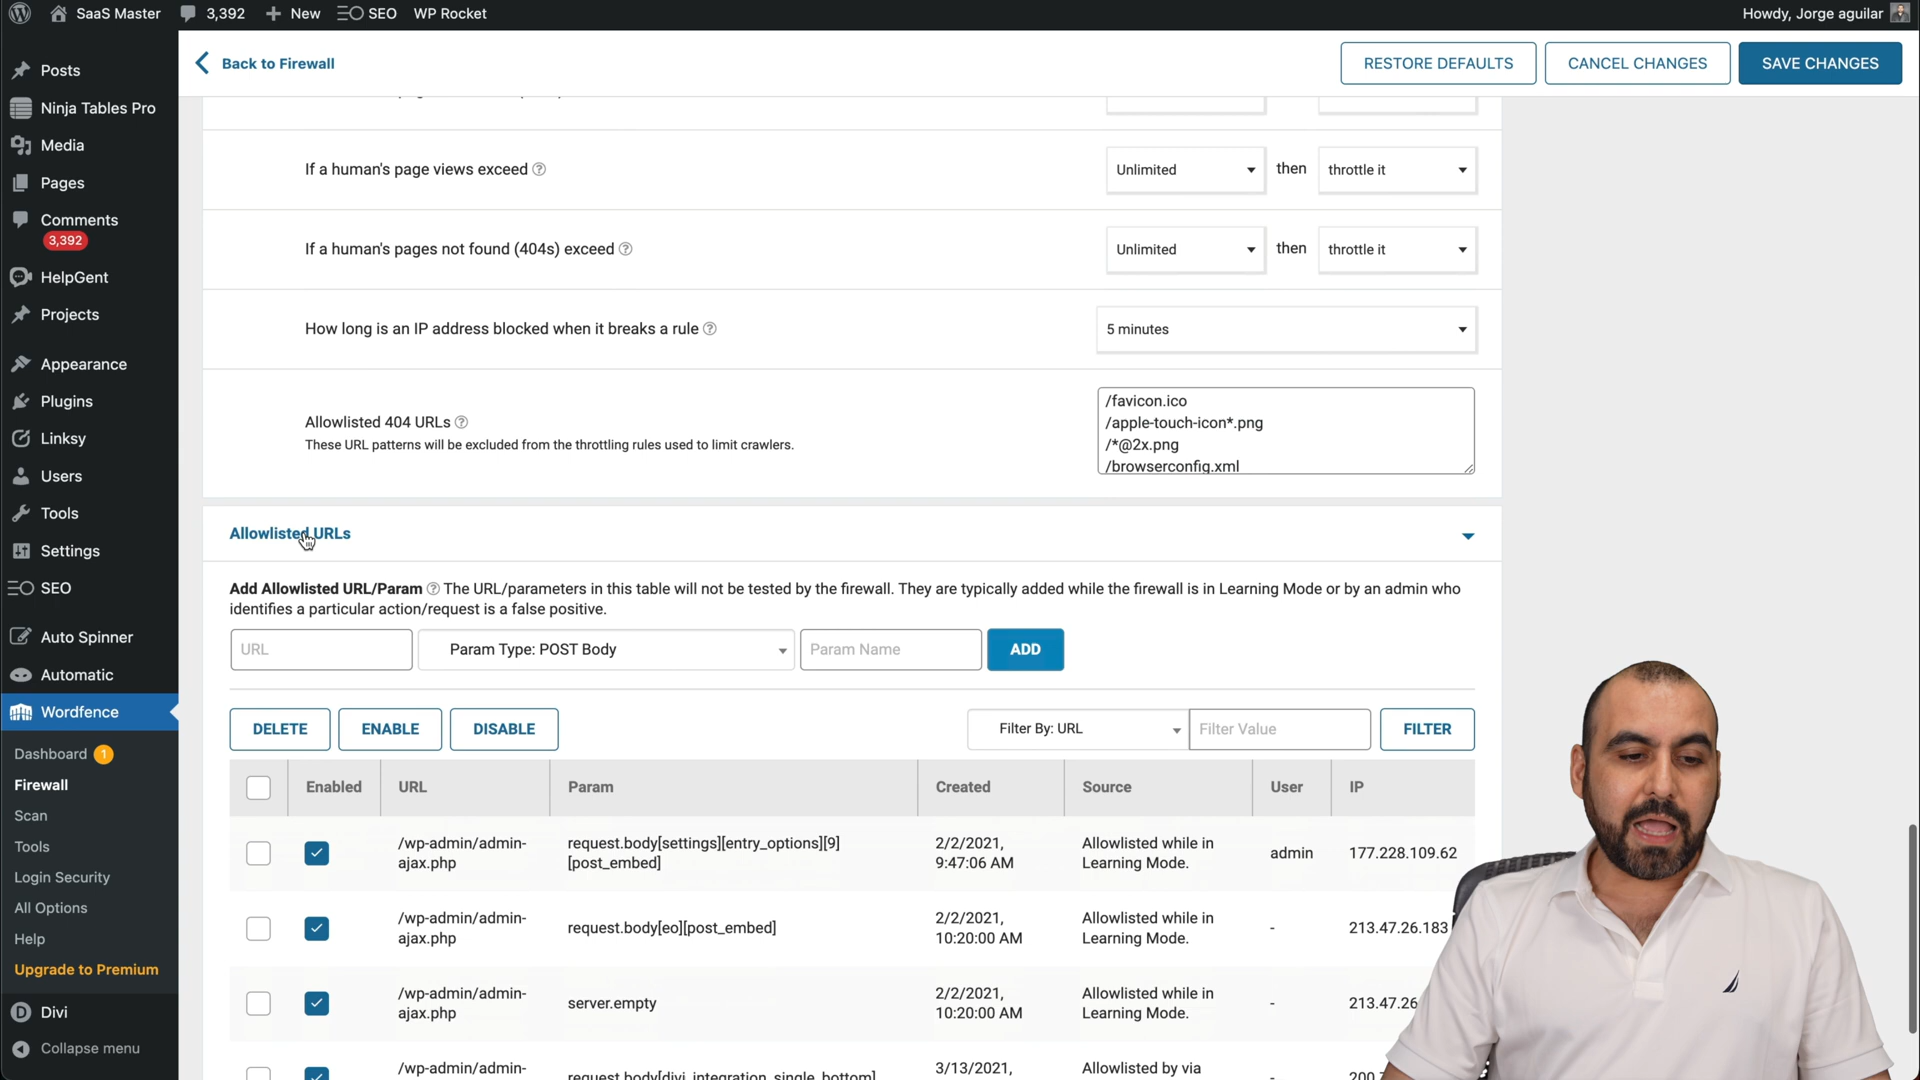 SaaS Master 3,392 New SEO WP Rocket Howdy, Jorge aguilar
Back to Firewall RESTORE DEFAULTS CANCEL CHANGES SAVE CHANGES
Posts
Ninja Tables Pro
Media
Pages
Comments
3,392
HelpGent
Projects
Appearance
Plugins
Linksy
Users
Tools
Settings
SEO
Auto Spinner
Automatic
Wordfence
Dashboard 1
Firewall
Scan
Tools
Login Security
All Options
Help
Upgrade to Premium
Divi
Collapse menu
If a human's page views exceed Unlimited then throttle it
If a human's pages not found (404s) exceed Unlimited then throttle it
How long is an IP address blocked when it breaks a rule 5 minutes
Allowlisted 404 URLs
These URL patterns will be excluded from the throttling rules used to limit crawlers.
/favicon.ico
/apple-touch-icon*.png
/*@2x.png
/browserconfig.xml
Allowlisted URLs
Add Allowlisted URL/Param The URL/parameters in this table will not be tested by the firewall. They are typically added while the firewall is in Learning Mode or by an admin who
identifies a particular action/request is a false positive.
URL Param Type: POST Body Param Name ADD
DELETE ENABLE DISABLE Filter By: URL Filter Value FILTER
Enabled URL Param Created Source User IP
/wp-admin/admin- request.body[settings][entry_options][9] 2/2/2021, Allowlisted while in
ajax.php [post_embed] 9:47:06 AM Learning Mode. admin 177.228.109.62
/wp-admin/admin- 2/2/2021, Allowlisted while in
ajax.php request.body[eo][post_embed] 10:20:00 AM Learning Mode. - 213.47.26.183
/wp-admin/admin- 2/2/2021, Allowlisted while in
ajax.php server.empty 10:20:00 AM Learning Mode. - 213.47.26
/wp-admin/admin- 3/13/2021, Allowlisted by via
request.body[divi_integration_single_bottom] - 200.